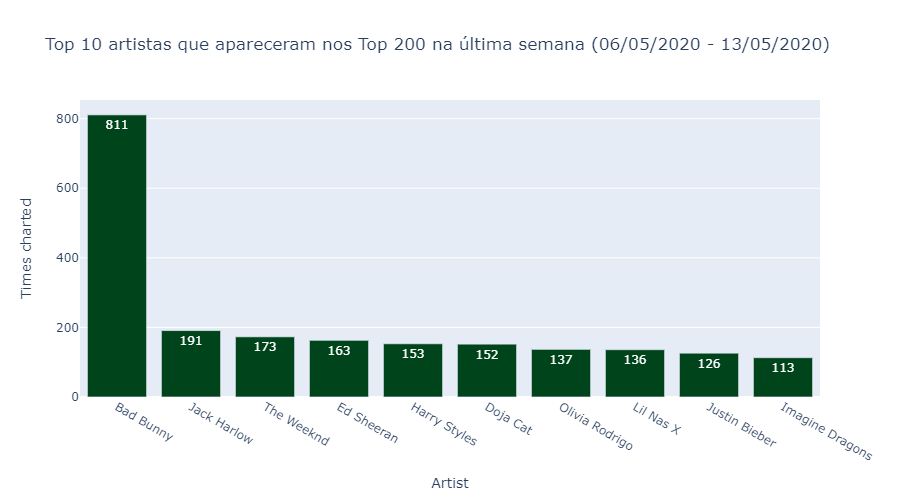 Top 10 artistas que apareceram nos Top 200 na última semana (06/05/2020 - 13/05/2020)
Times charted
800
600
400
200
0
811
191
173
163
153
152
137
136
126
113
Bad Bunny
Jack Harlow
The Weeknd
Ed Sheeran
Harry Styles
Doja Cat
Olivia Rodrigo
Lil Nas X
Justin Bieber
Imagine Dragons
Artist